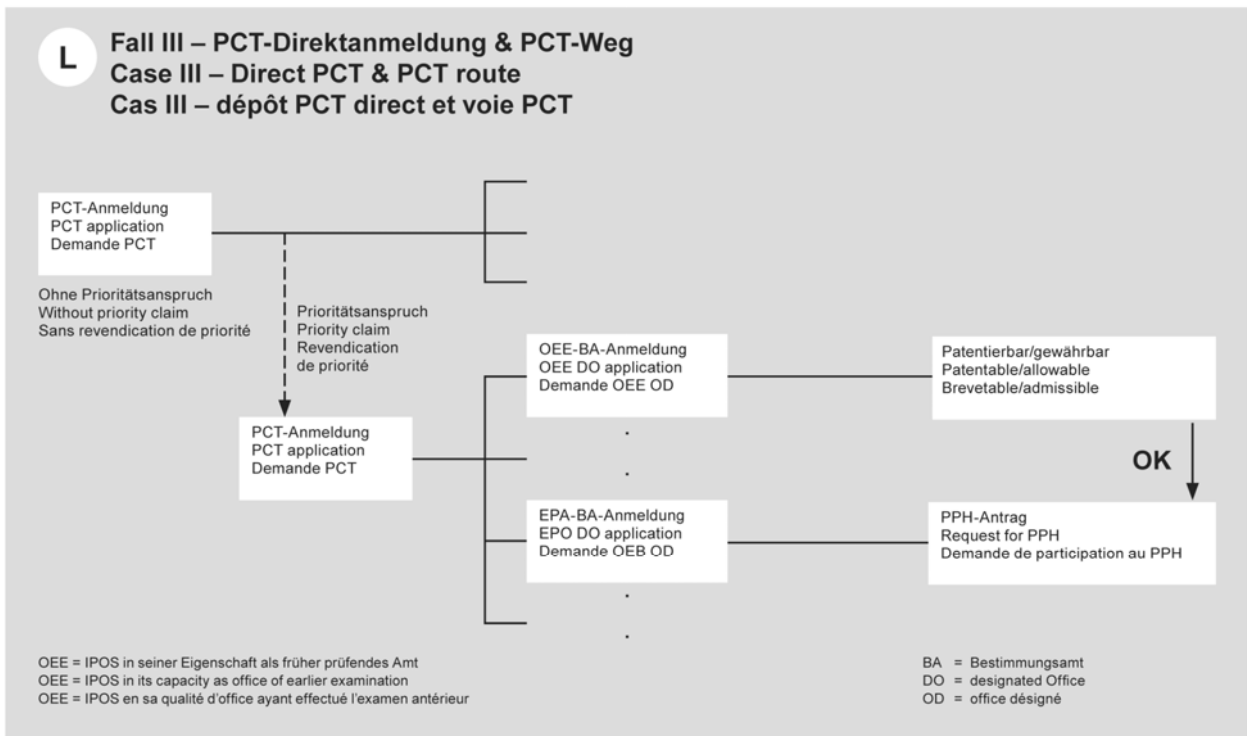 L
Fall III – PCT-Direktanmeldung & PCT-Weg
Case III – Direct PCT & PCT route
Cas III – dépôt PCT direct et voie PCT
PCT-Anmeldung
PCT application
Demande PCT
Ohne Prioritätsanspruch
Without priority claim
Sans revendication de priorité
Prioritätsanspruch
Priority claim
Revendication
de priorité
OEE-BA-Anmeldung
OEE DO application
Demande OEE OD
Patentierbar/gewährbar
Patentable/allowable
Brevetable/admissible
PCT-Anmeldung
PCT application
Demande PCT
OK
EPA-BA-Anmeldung
EPO DO application
Demande OEB OD
PPH-Antrag
Request for PPH
Demande de participation au PPH
OEE = IPOS in seiner Eigenschaft als früher prüfendes Amt
OEE = IPOS in its capacity as office of earlier examination
OEE = IPOS en sa qualité d'office ayant effectué l'examen antérieur
BA = Bestimmungsamt
DO = designated Office
OD = office désigné